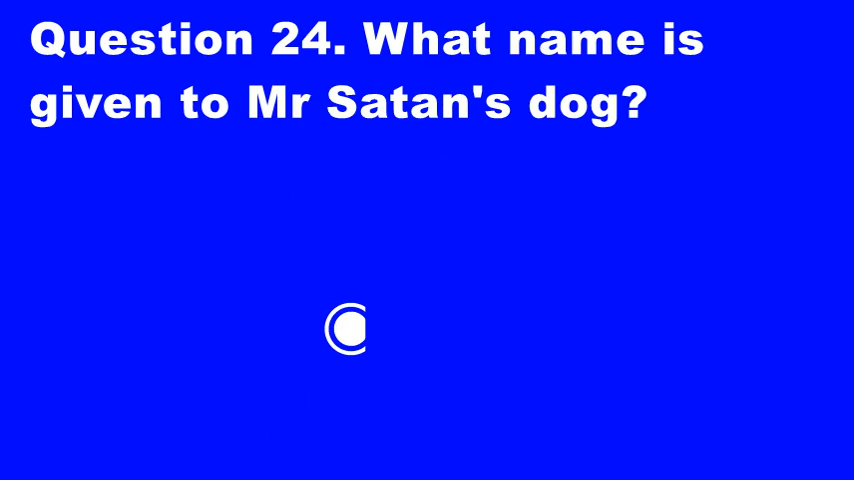 Question 24. What name is
given to Mr Satan's dog?